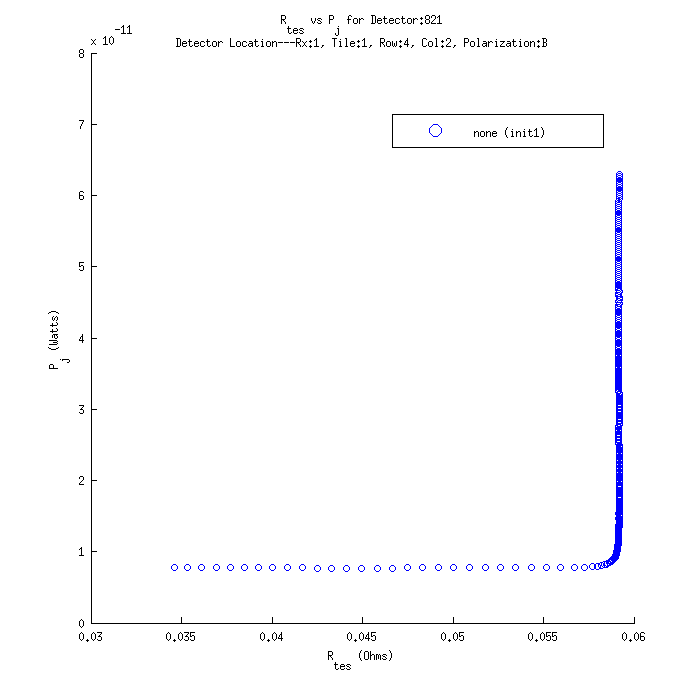 R_tes vs P_j for Detector:821
Detector Location---Rx:1, Tile:1, Row:4, Col:2, Polarization:B
x 10^-11
8
7
6
5
4
3
2
1
0
none (init1)
P_j (Watts)
0.03 0.035 0.04 0.045 0.05 0.055 0.06
R_tes (Ohms)